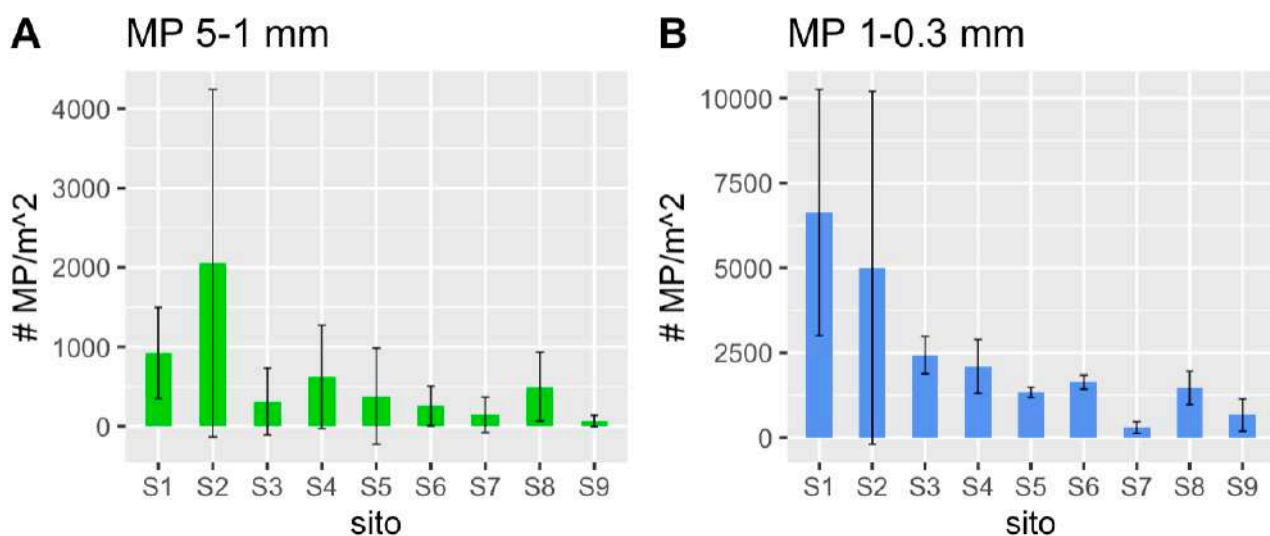 A MP 5-1 mm
# MP/m^2
4000
3000
2000
1000
0
S1 S2 S3 S4 S5 S6 S7 S8 S9
sito
B MP 1-0.3 mm
# MP/m^2
10000
7500
5000
2500
0
S1 S2 S3 S4 S5 S6 S7 S8 S9
sito